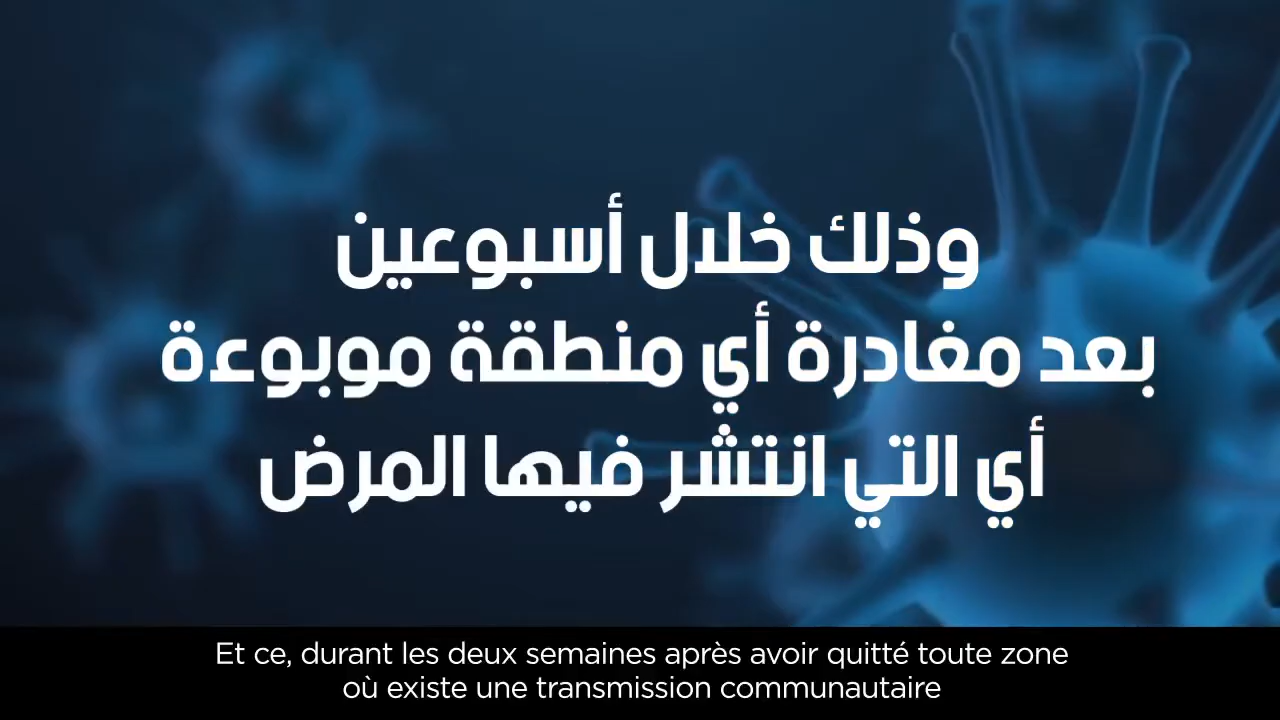 وذلك خلال أسبوعين
بعد مغادرة أي منطقة موبوءة
أي التي انتشر فيها المرض
Et ce, durant les deux semaines après avoir quitté toute zone
où existe une transmission communautaire